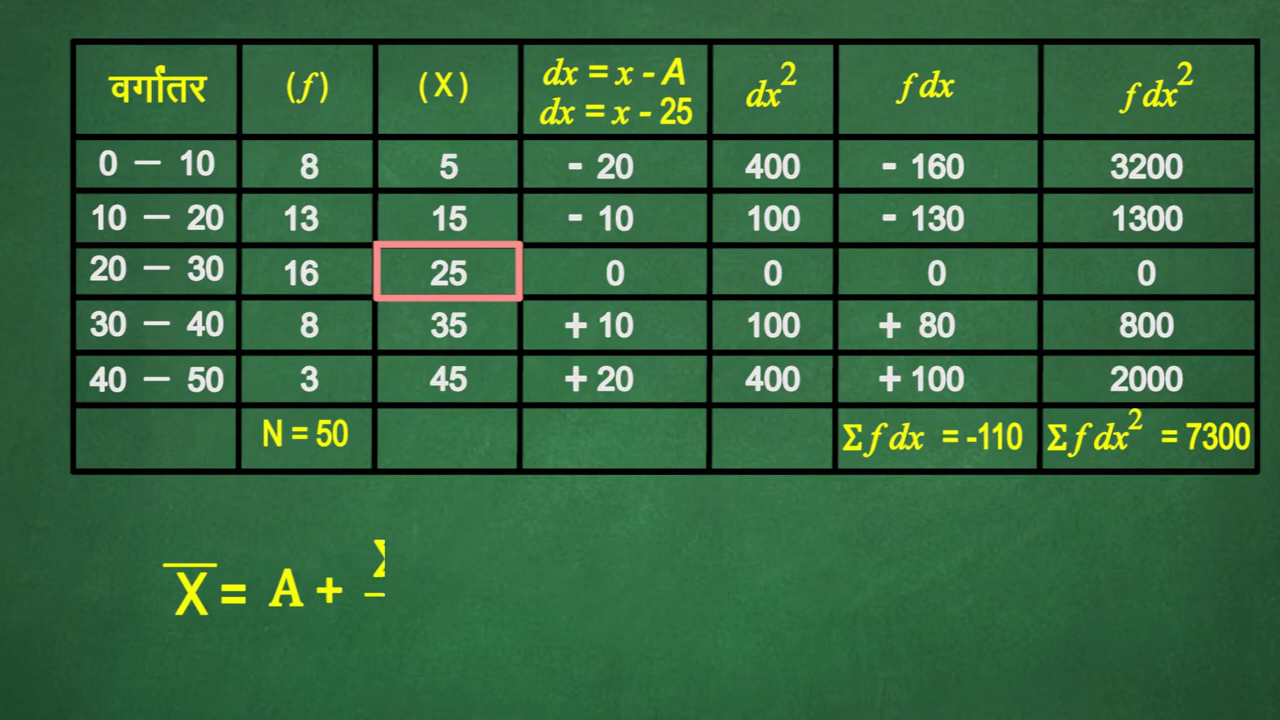 वर्गांतर (f) (X) dx = x - A dx² fdx fdx²
dx = x - 25
0 – 10 8 5 - 20 400 - 160 3200
10 – 20 13 15 - 10 100 - 130 1300
20 – 30 16 25 0 0 0 0
30 – 40 8 35 + 10 100 + 80 800
40 – 50 3 45 + 20 400 +100 2000
N = 50 Σfdx = -110 Σfdx² = 7300
X̅ = A +